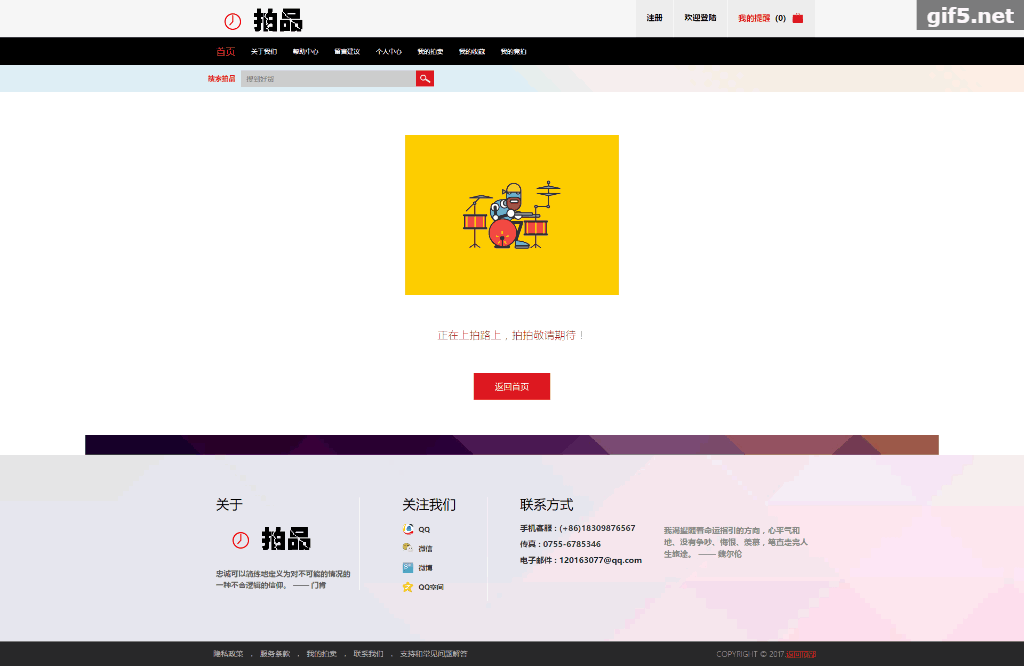 拍品
注册
欢迎登陆
我的提醒 (0)
gif5.net
首页
关于我们
帮助中心
留言建议
个人中心
我的拍卖
我的收藏
我的竞拍
搜索拍品
搜到好货
正在上拍路上，拍拍敬请期待！
返回首页
关于
拍品
忠诚可以简练地定义为对不可能的情况的
一种不合逻辑的信仰。 —— 门肯
关注我们
QQ
微信
微博
QQ空间
联系方式
手机客服：(+86)18309876567
传真：0755-6785346
电子邮件：120163077@qq.com
我渴望随着命运指引的方向，心平气和
地、没有争吵、悔恨、羡慕，笔直走完人
生旅途。 —— 魏尔伦
隐私政策 . 服务条款 . 我的拍卖 . 联系我们 . 支持和常见问题解答
COPYRIGHT © 2017.